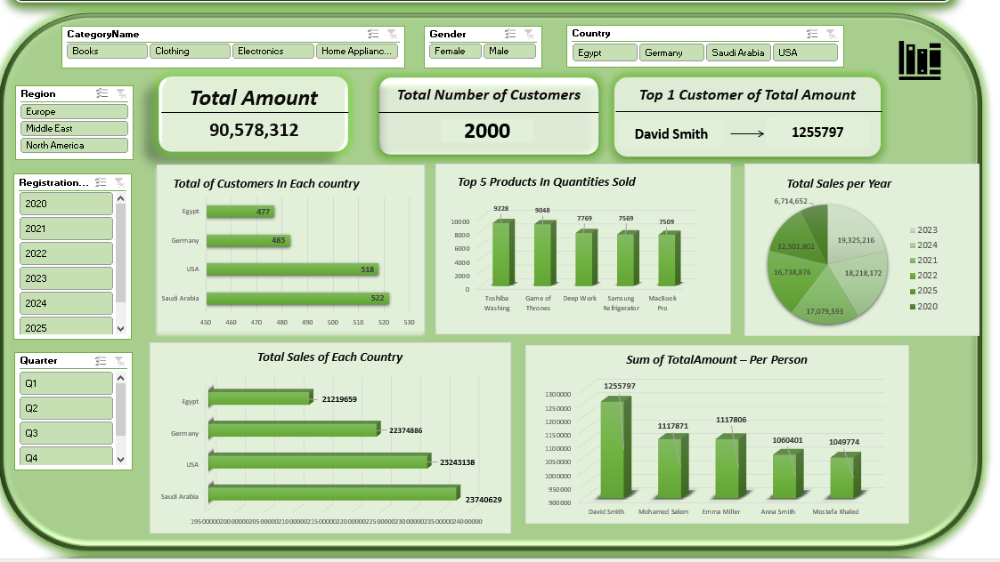 CategoryName
Books Clothing Electronics Home Applianc...
Gender
Female Male
Country
Egypt Germany Saudi Arabia USA
Region
Europe
Middle East
North America
Total Amount
90,578,312
Total Number of Customers
2000
Top 1 Customer of Total Amount
David Smith 1255797
Registration...
2020
2021
2022
2023
2024
2025
Quarter
Q1
Q2
Q3
Q4
Total of Customers In Each country
Egypt 477
Germany 483
USA 518
Saudi Arabia 522
450 460 470 480 490 500 510 520 530
Top 5 Products In Quantities Sold
9228 9048 7769 7569 7509
10000
8000
6000
4000
2000
0
Toshiba Washing
Game of Thrones
Deep Work
Samsung Refrigerator
MacBook Pro
Total Sales per Year
6,714,652
19,325,216
12,501,802
16,738,876
18,218,172
17,079,593
2023
2024
2021
2022
2025
2020
Total Sales of Each Country
Egypt 21219659
Germany 22374886
USA 23243138
Saudi Arabia 23740629
19500000200000002050000021000000215000002200000022500000230000002350000024000000
Sum of TotalAmount – Per Person
1255797
1117871
1117806
1060401
1049774
1300000
1250000
1200000
1150000
1100000
1050000
1000000
950000
900000
David Smith Mohamed Salem Emma Miller Anna Smith Mostafa Khaled